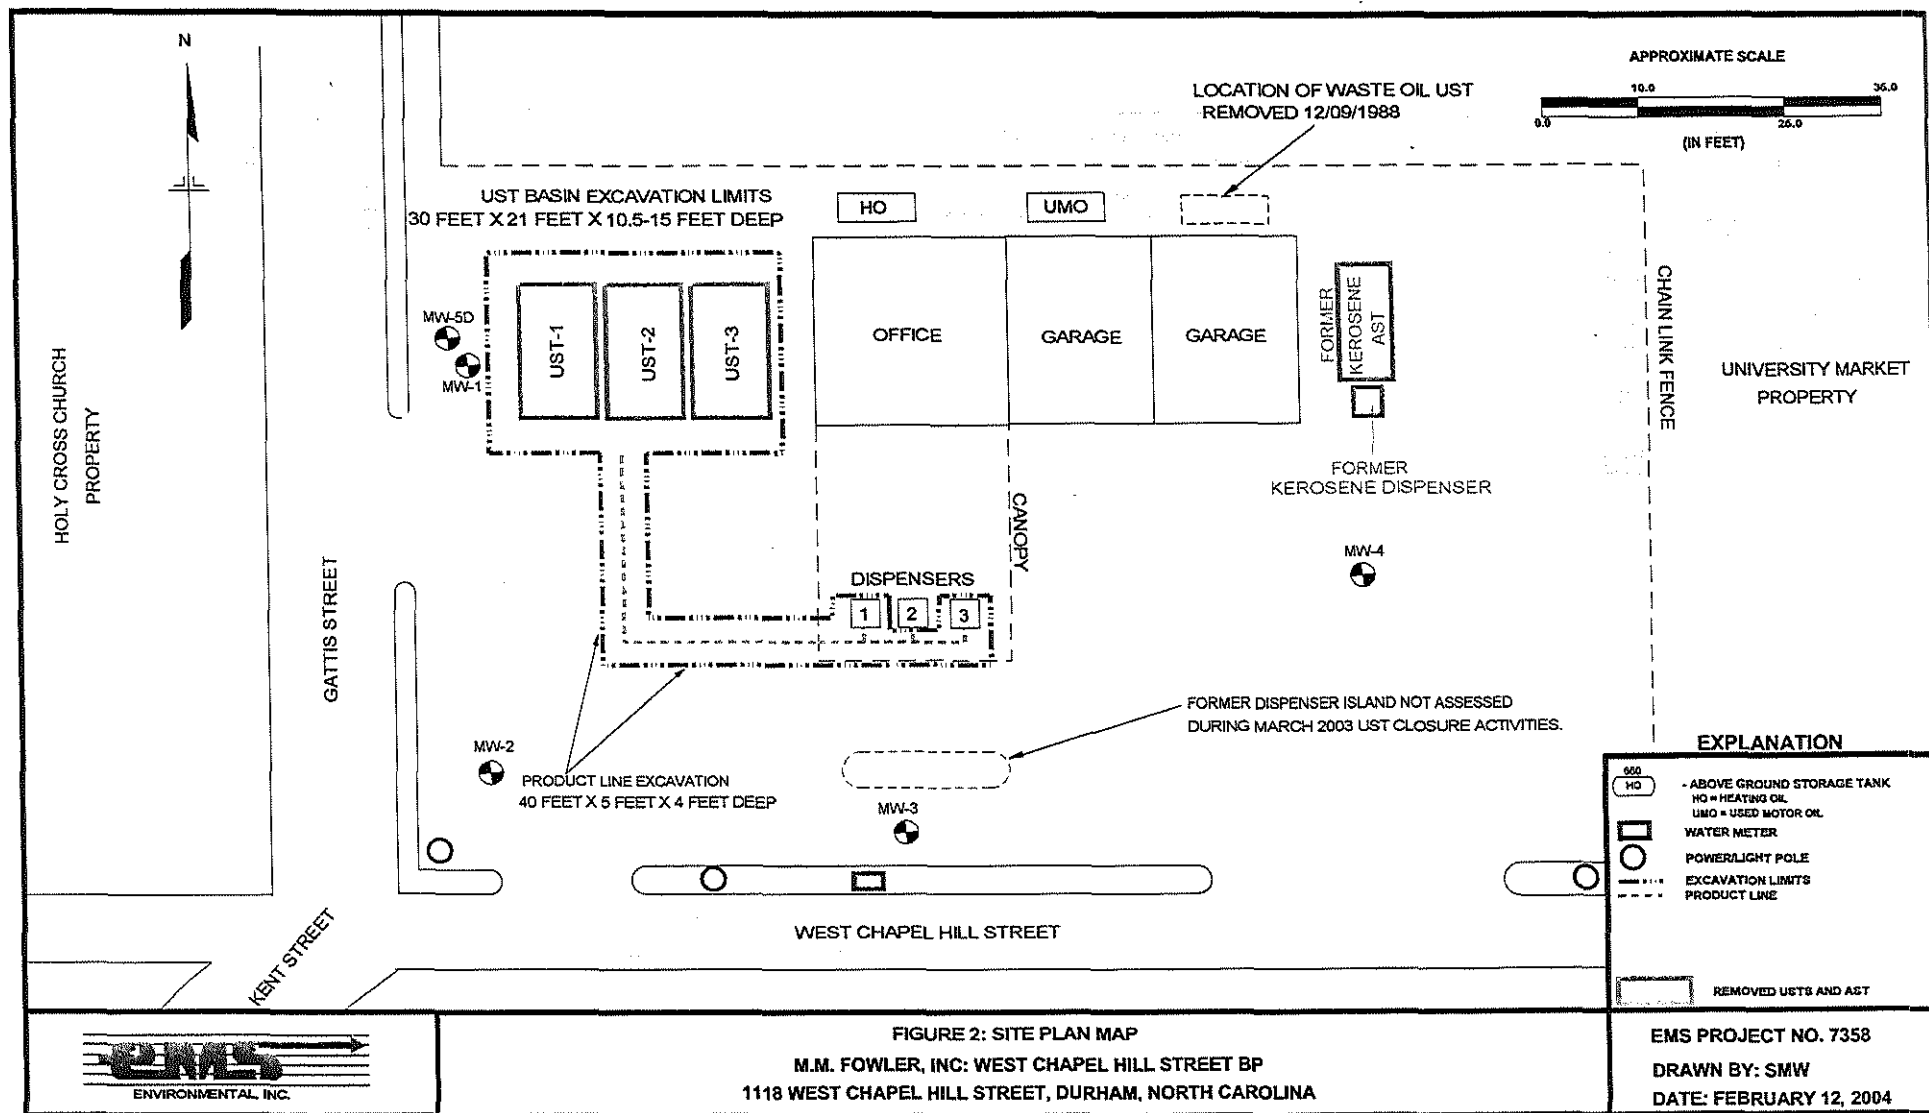 N
APPROXIMATE SCALE
10.0
35.0
0.0
25.0
(IN FEET)
LOCATION OF WASTE OIL UST
REMOVED 12/09/1988
UST BASIN EXCAVATION LIMITS
30 FEET X 21 FEET X 10.5-15 FEET DEEP
HO
UMO
MW-5D
MW-1
UST-1
UST-2
UST-3
OFFICE
GARAGE
GARAGE
FORMER
KEROSENE
AST
CHAIN LINK FENCE
UNIVERSITY MARKET
PROPERTY
HOLY CROSS CHURCH
PROPERTY
FORMER
KEROSENE DISPENSER
CANOPY
MW-4
DISPENSERS
1
2
3
GATTIS STREET
FORMER DISPENSER ISLAND NOT ASSESSED
DURING MARCH 2003 UST CLOSURE ACTIVITIES.
MW-2
PRODUCT LINE EXCAVATION
40 FEET X 5 FEET X 4 FEET DEEP
MW-3
WEST CHAPEL HILL STREET
KENT STREET
EXPLANATION
HO
- ABOVE GROUND STORAGE TANK
HO = HEATING OIL
UMO = USED MOTOR OIL
WATER METER
POWER/LIGHT POLE
EXCAVATION LIMITS
PRODUCT LINE
REMOVED USTS AND AST
EMS
ENVIRONMENTAL, INC.
FIGURE 2: SITE PLAN MAP
M.M. FOWLER, INC: WEST CHAPEL HILL STREET BP
1118 WEST CHAPEL HILL STREET, DURHAM, NORTH CAROLINA
EMS PROJECT NO. 7358
DRAWN BY: SMW
DATE: FEBRUARY 12, 2004